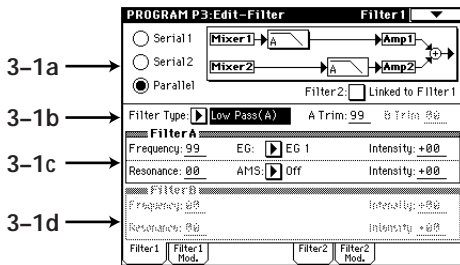 PROGRAM P3:Edit-Filter Filter1
Serial1 Mixer1 A Amp1
3-1a Serial2 Mixer2 A Amp2
Parallel
Filter2: Linked to Filter1
3-1b Filter Type: Low Pass(A) A Trim: 99 B Trim: 00
Filter A
3-1c Frequency: 99 EG: EG 1 Intensity: +00
Resonance: 00 AMS: Off Intensity: +00
Filter B
3-1d Frequency: 00 Intensity: +00
Resonance: 00 Intensity: +00
Filter1 Filter1 Mod. Filter2 Filter2 Mod.